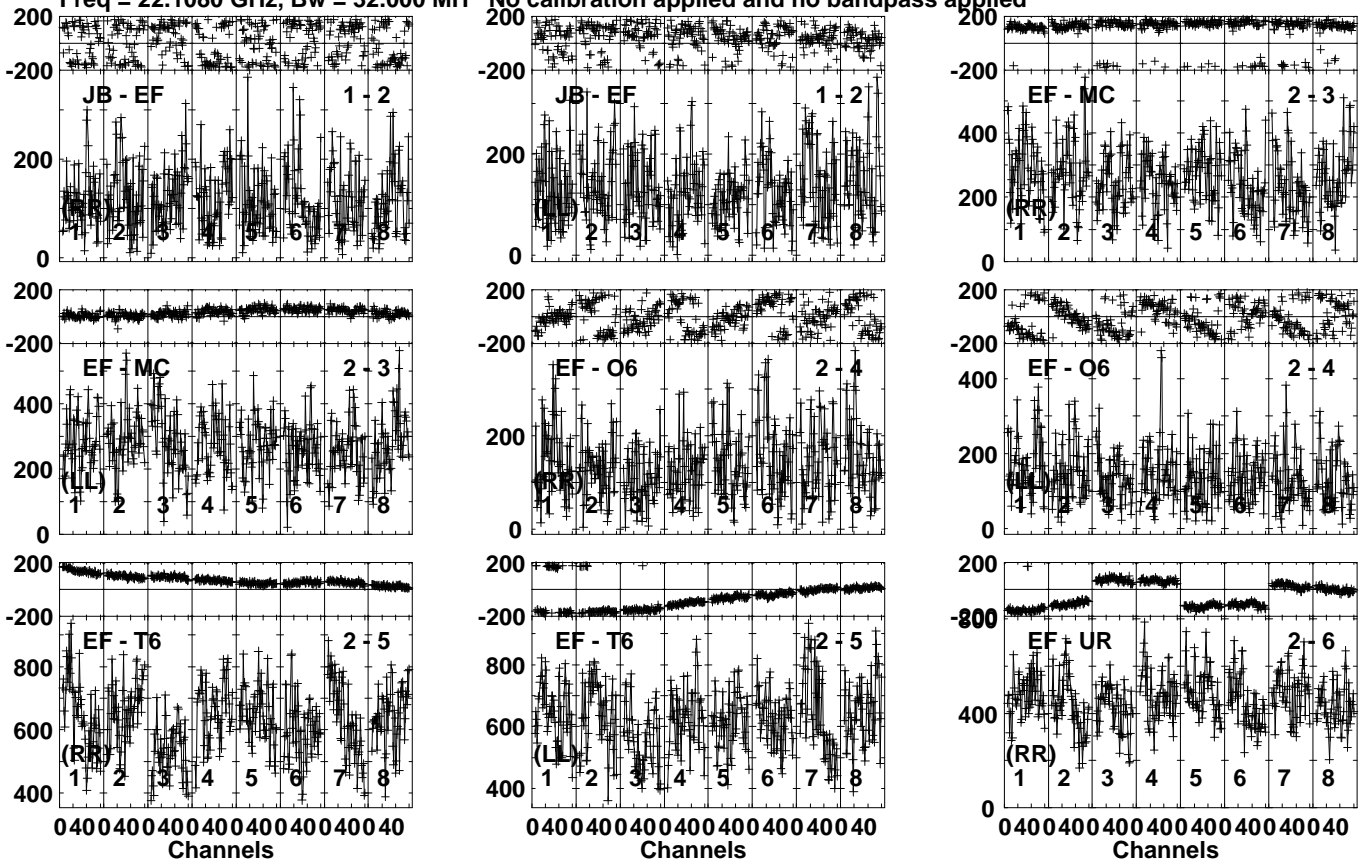 Freq = 22.1080 GHz, Bw = 32.000 MH No calibration applied and no bandpass applied
200 200 200
-200 -200 -200
JB - EF 1 - 2 JB - EF 1 - 2 EF - MC 2 - 3
400
200 200 200
(RR) (LL) (RR)
1 2 3 4 5 6 7 8 1 2 3 4 5 6 7 8 1 2 3 4 5 6 7 8
0 0 0
200 200 200
-200 -200 -200
EF - MC 2 - 3 EF - O6 2 - 4 EF - O6 2 - 4
400 400
200 200 200
(LL) (RR) (LL)
1 2 3 4 5 6 7 8 1 2 3 4 5 6 7 8 1 2 3 4 5 6 7 8
0 0 0
200 200 200
-200 -200 -200
800
EF - T6 2 - 5 EF - T6 2 - 5 EF - UR 2 - 6
800 800
600 600 400
(RR) (LL) (RR)
1 2 3 4 5 6 7 8 1 2 3 4 5 6 7 8 1 2 3 4 5 6 7 8
400 400 0
0 40 0 40 0 40 0 40 0 40 0 40 0 40 0 40 0 40 0 40 0 40 0 40 0 40 0 40 0 40 0 40 0 40 0 40 0 40 0 40 0 40 0 40 0 40 0 40
Channels Channels Channels